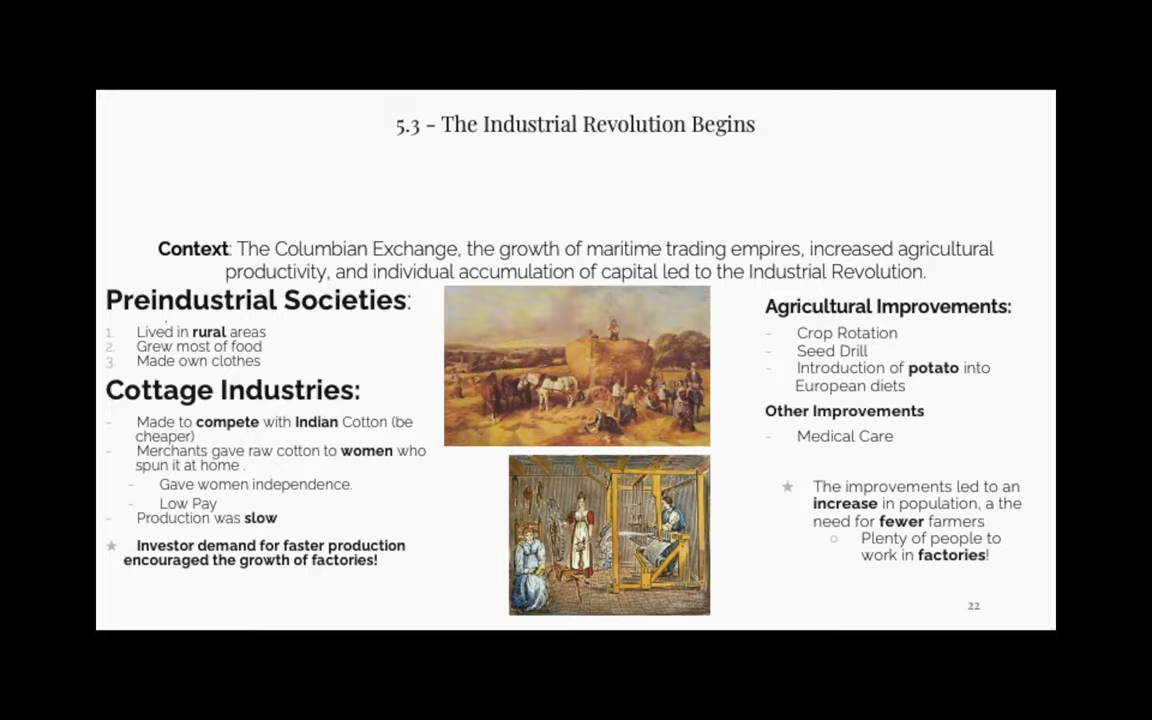 5.3 - The Industrial Revolution Begins
Context: The Columbian Exchange, the growth of maritime trading empires, increased agricultural
productivity, and individual accumulation of capital led to the Industrial Revolution.
Preindustrial Societies:
1. Lived in rural areas
2. Grew most of food
3. Made own clothes
Cottage Industries:
- Made to compete with Indian Cotton (be
cheaper)
- Merchants gave raw cotton to women who
spun it at home .
- Gave women independence.
- Low Pay
- Production was slow
★ Investor demand for faster production
encouraged the growth of factories!
Agricultural Improvements:
- Crop Rotation
- Seed Drill
- Introduction of potato into
European diets
Other Improvements
- Medical Care
★ The improvements led to an
increase in population, a the
need for fewer farmers
○ Plenty of people to
work in factories!
22